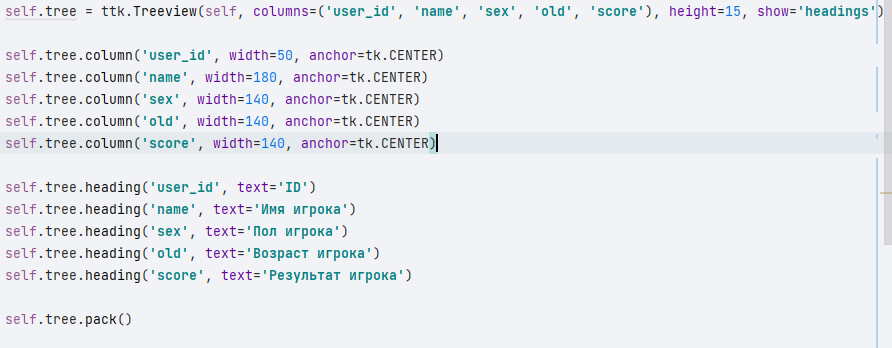 self.tree = ttk.Treeview(self, columns=('user_id', 'name', 'sex', 'old', 'score'), height=15, show='headings')
self.tree.column('user_id', width=50, anchor=tk.CENTER)
self.tree.column('name', width=180, anchor=tk.CENTER)
self.tree.column('sex', width=140, anchor=tk.CENTER)
self.tree.column('old', width=140, anchor=tk.CENTER)
self.tree.column('score', width=140, anchor=tk.CENTER)
self.tree.heading('user_id', text='ID')
self.tree.heading('name', text='Имя игрока')
self.tree.heading('sex', text='Пол игрока')
self.tree.heading('old', text='Возраст игрока')
self.tree.heading('score', text='Результат игрока')
self.tree.pack()